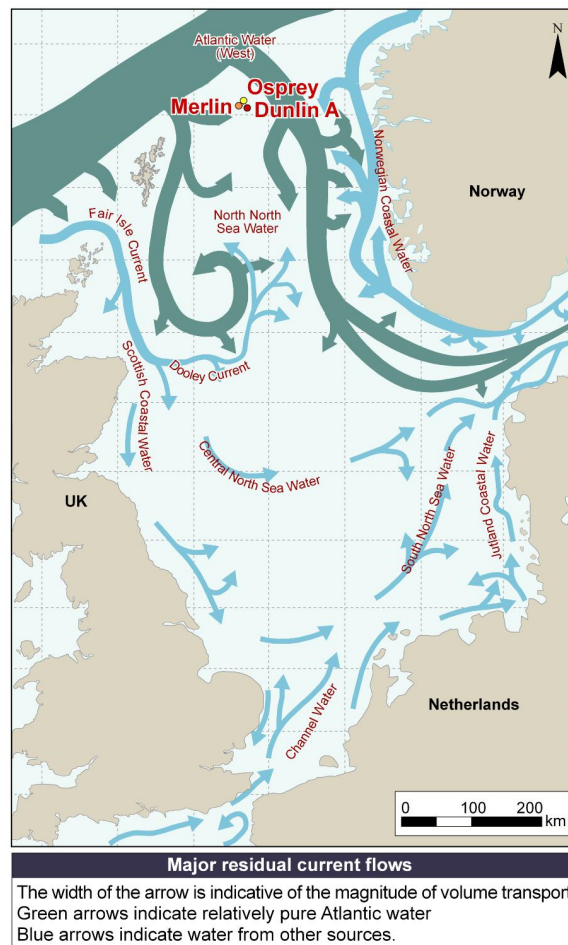 Atlantic Water
(West)
N
Osprey
Merlin
Dunlin A
Norwegian Coastal Water
Norway
Fair Isle Current
North North
Sea Water
Dooley Current
Scottish Coastal Water
Central North Sea Water
UK
South North Sea Water
Jutland Coastal Water
Channel Water
Netherlands
0 100 200
km
Major residual current flows
The width of the arrow is indicative of the magnitude of volume transport
Green arrows indicate relatively pure Atlantic water
Blue arrows indicate water from other sources.